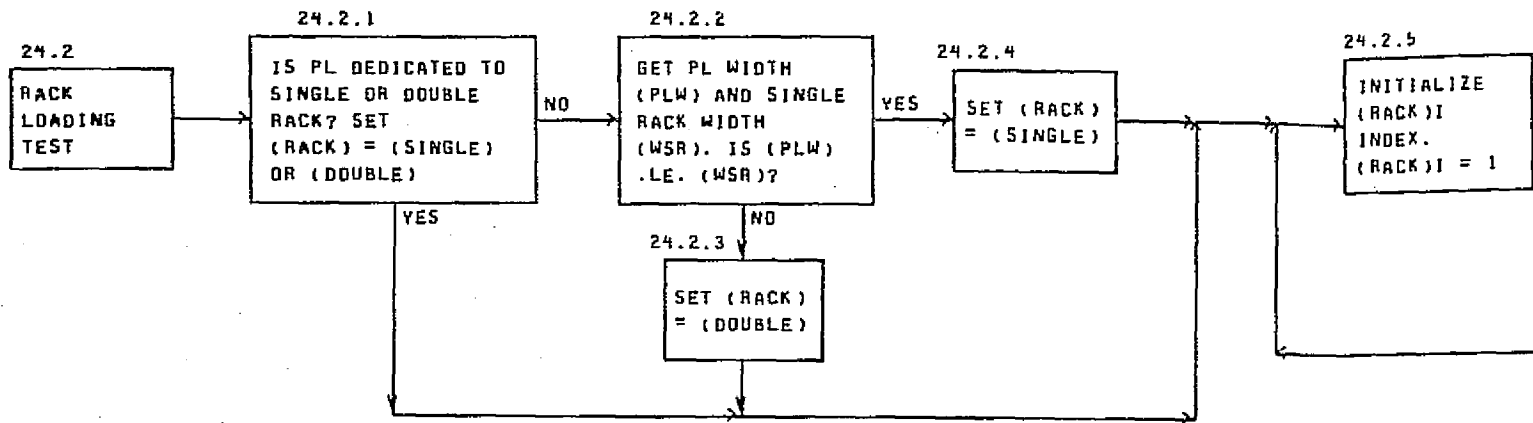 24.2
RACK
LOADING
TEST
24.2.1
IS PL DEDICATED TO
SINGLE OR DOUBLE
RACK? SET
(RACK) = (SINGLE)
OR (DOUBLE)
NO
YES
24.2.2
GET PL WIDTH
(PLW) AND SINGLE
RACK WIDTH
(WSR). IS (PLW)
.LE. (WSR)?
YES
NO
24.2.3
SET (RACK)
= (DOUBLE)
24.2.4
SET (RACK)
= (SINGLE)
24.2.5
INITIALIZE
(RACK)I
INDEX.
(RACK)I = 1